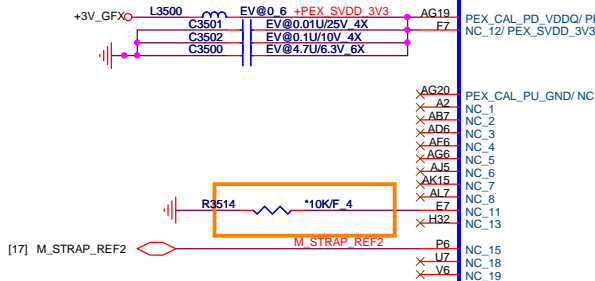 +3V_GFX L3500 EV@0_6 +PEX_SVDD_3V3 AG19 PEX_CAL_PD_VDDQ/ PE
C3501 EV@0.01U/25V_4X F7 NC_12/ PEX_SVDD_3V3
C3502 EV@0.1U/10V_4X
C3500 EV@4.7U/6.3V_6X
AG20 PEX_CAL_PU_GND/ NC
A2 NC_1
AB7 NC_2
AD6 NC_3
AF6 NC_4
AG6 NC_5
AJ5 NC_6
AK15 NC_7
AL7 NC_8
R3514 *10K/F_4 E7 NC_11
H32 NC_13
[17] M_STRAP_REF2 M_STRAP_REF2 P6 NC_15
U7 NC_18
V6 NC_19